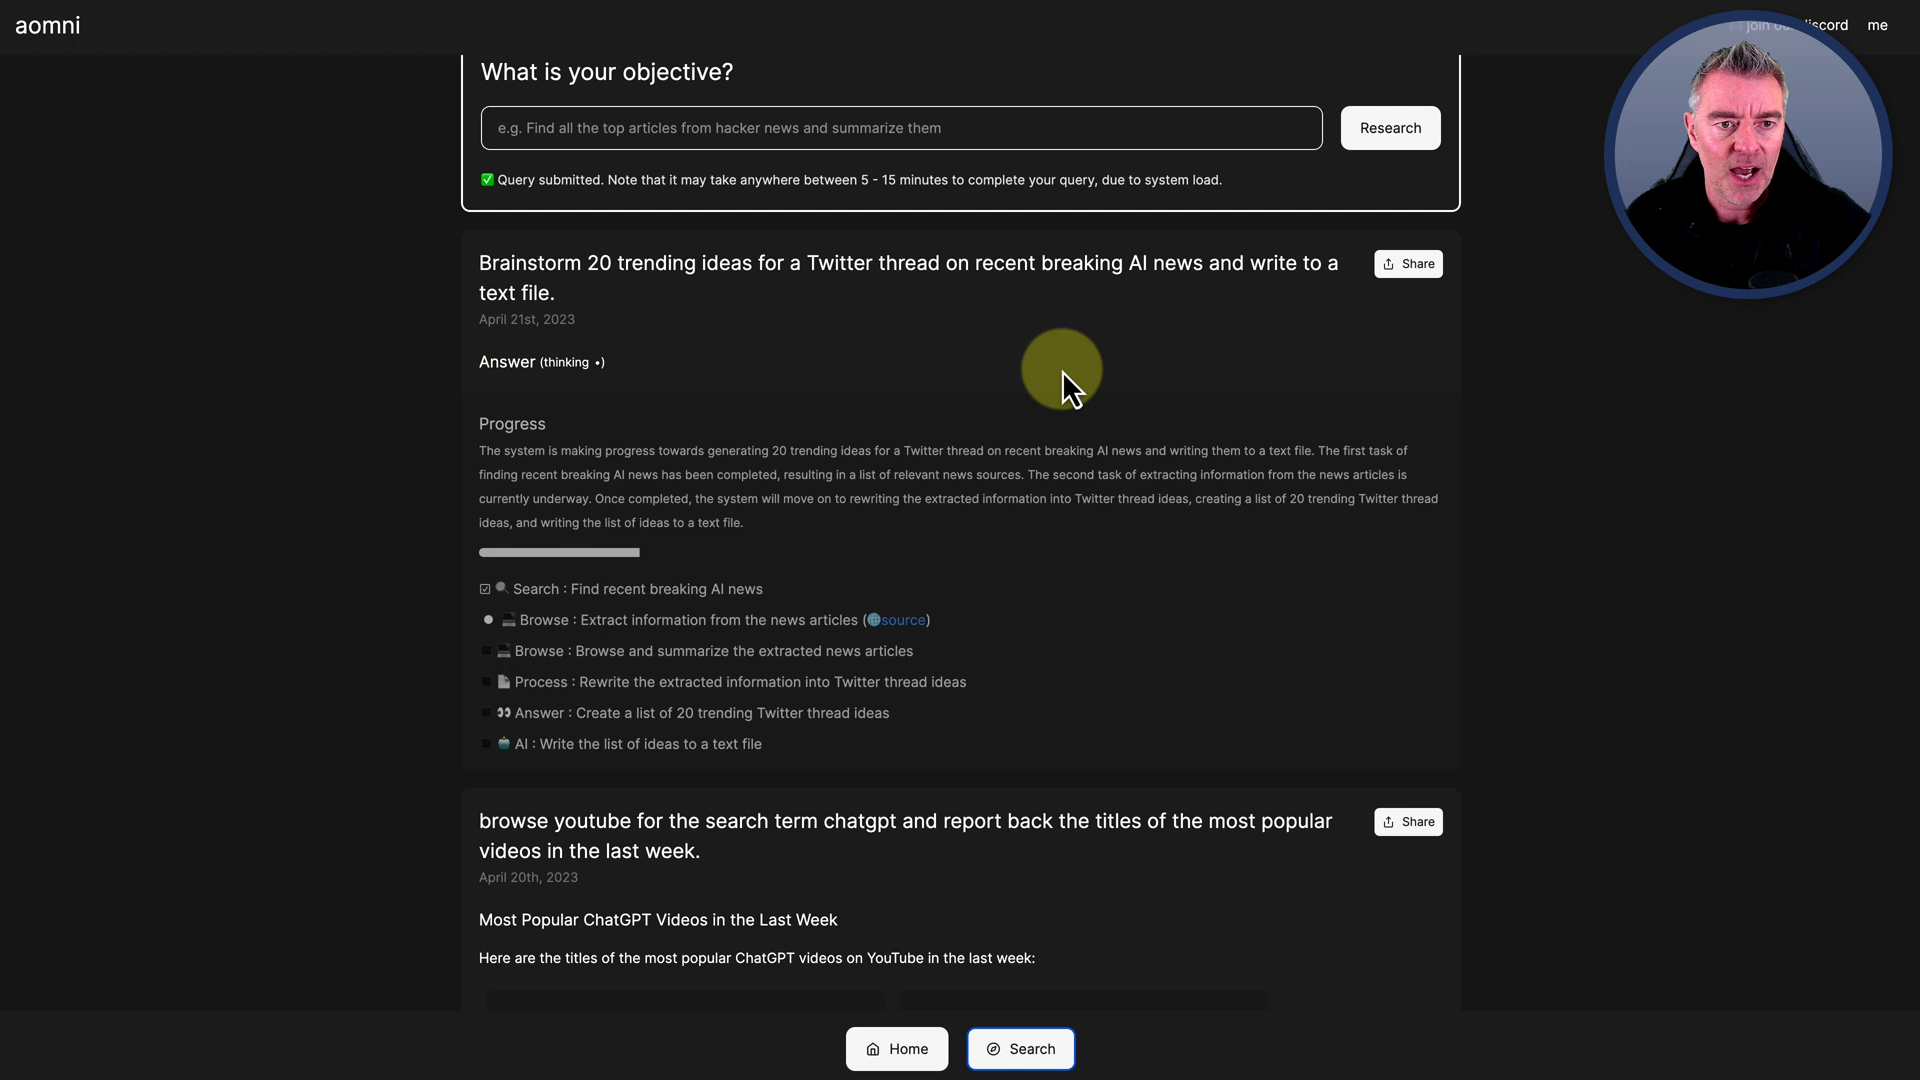 aomni
join our discord
me
What is your objective?
e.g. Find all the top articles from hacker news and summarize them
Research
✅ Query submitted. Note that it may take anywhere between 5 - 15 minutes to complete your query, due to system load.
Brainstorm 20 trending ideas for a Twitter thread on recent breaking AI news and write to a
text file.
Share
April 21st, 2023
Answer (thinking •)
Progress
The system is making progress towards generating 20 trending ideas for a Twitter thread on recent breaking AI news and writing them to a text file. The first task of
finding recent breaking AI news has been completed, resulting in a list of relevant news sources. The second task of extracting information from the news articles is
currently underway. Once completed, the system will move on to rewriting the extracted information into Twitter thread ideas, creating a list of 20 trending Twitter thread
ideas, and writing the list of ideas to a text file.
Search : Find recent breaking AI news
Browse : Extract information from the news articles (🌐source)
Browse : Browse and summarize the extracted news articles
Process : Rewrite the extracted information into Twitter thread ideas
Answer : Create a list of 20 trending Twitter thread ideas
AI : Write the list of ideas to a text file
browse youtube for the search term chatgpt and report back the titles of the most popular
videos in the last week.
Share
April 20th, 2023
Most Popular ChatGPT Videos in the Last Week
Here are the titles of the most popular ChatGPT videos on YouTube in the last week:
Home
Search